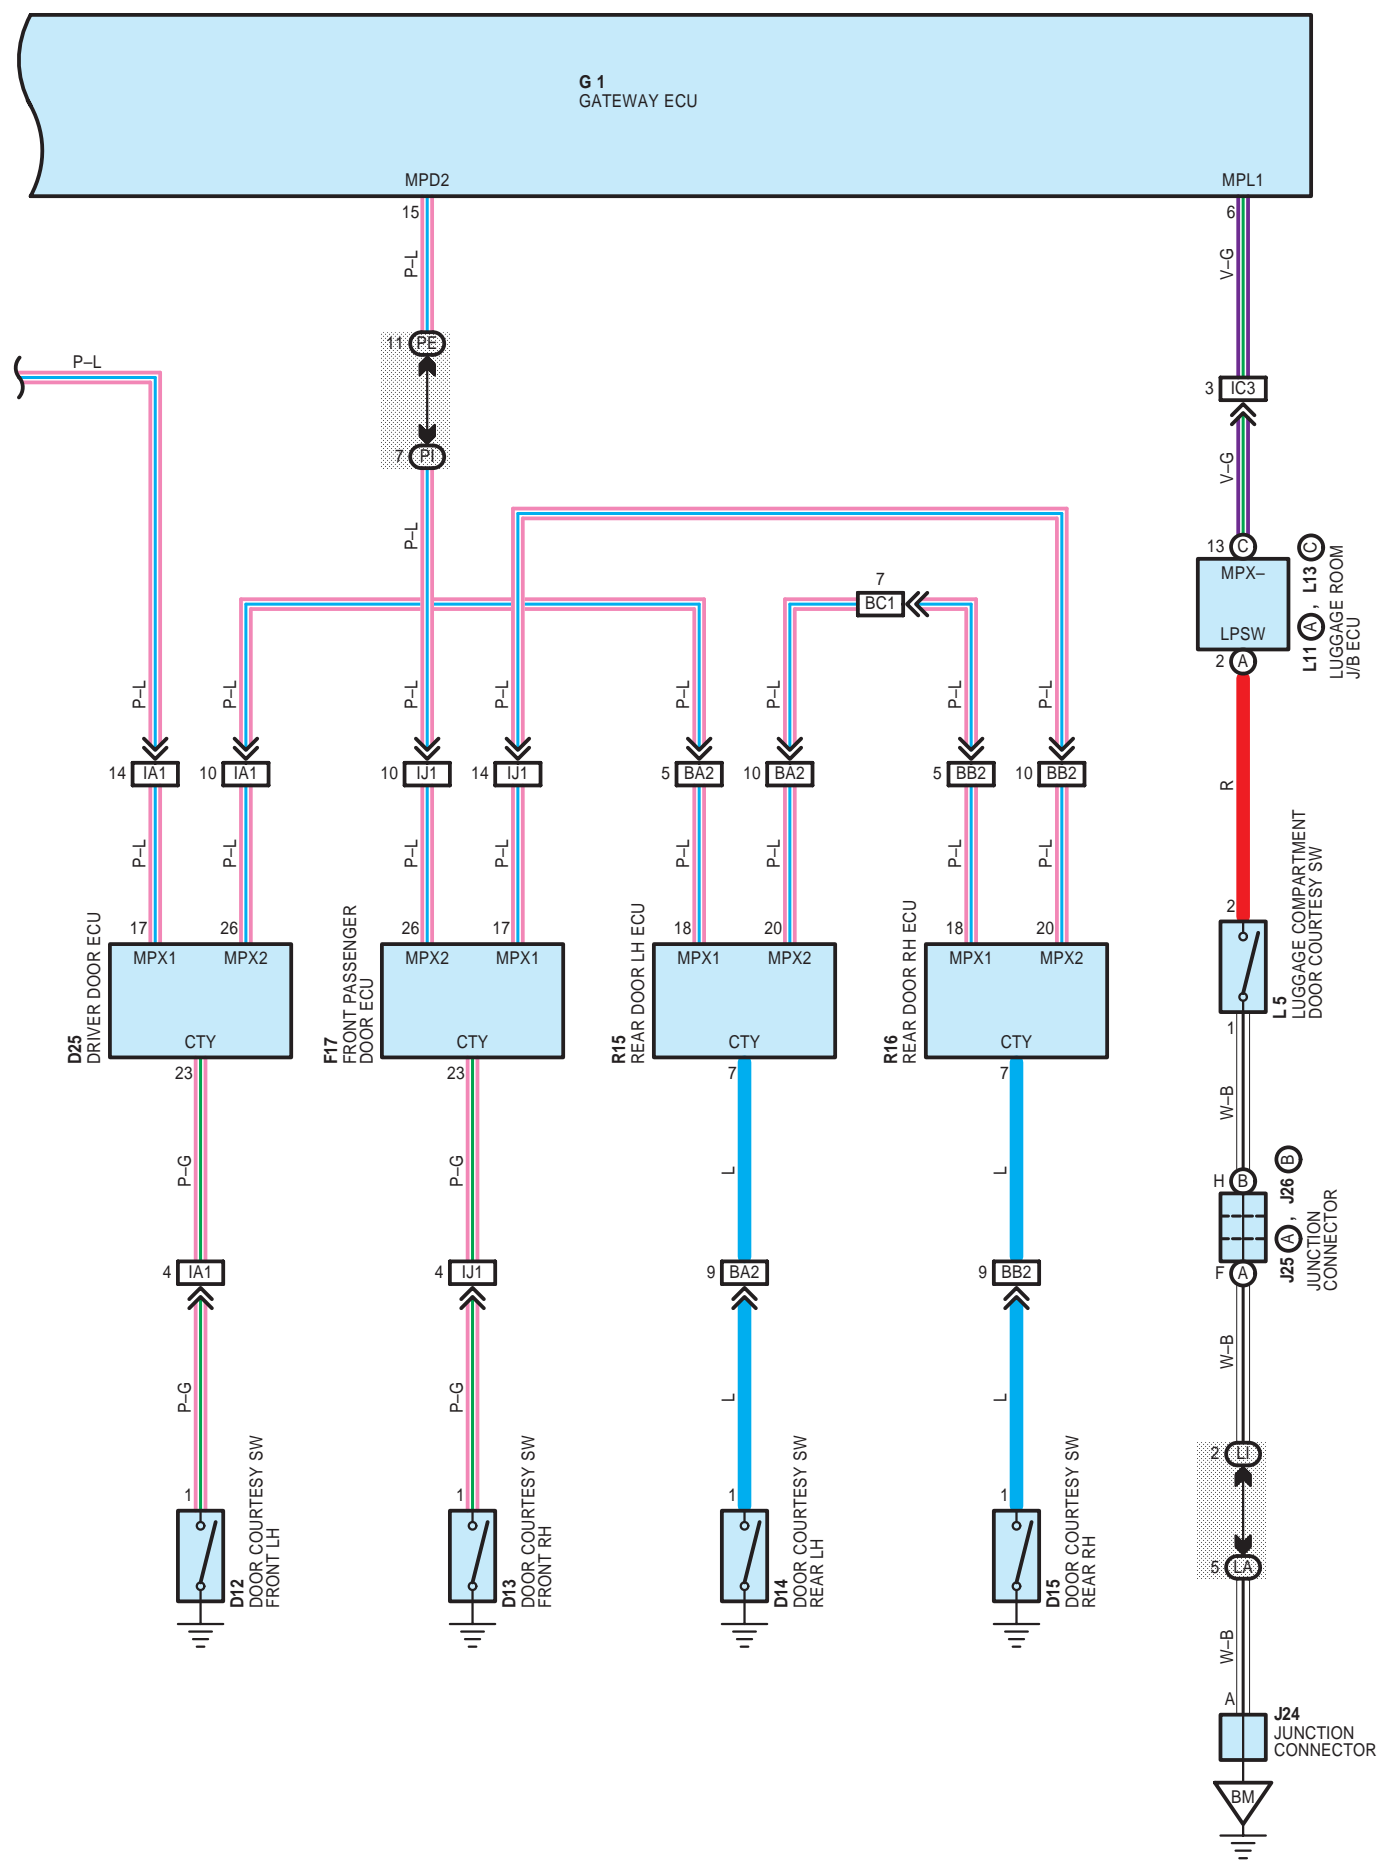 G 1
GATEWAY ECU
MPD2
MPL1
15
6
P–L
V–G
11 PE
P–L
3 IC3
7 PI
V–G
P–L
13 C
MPX–
LPSW
2 A
L11 A , L13 C
LUGGAGE ROOM
J/B ECU
7
BC1
P–L
P–L
P–L
P–L
P–L
P–L
P–L
P–L
14 IA1
10 IA1
10 IJ1
14 IJ1
5 BA2
10 BA2
5 BB2
10 BB2
R
P–L
P–L
P–L
P–L
P–L
P–L
P–L
P–L
17
26
26
17
18
20
18
20
2
MPX1
MPX2
MPX2
MPX1
MPX1
MPX2
MPX1
MPX2
CTY
CTY
CTY
CTY
D25
DRIVER DOOR ECU
F17
FRONT PASSENGER
DOOR ECU
R15
REAR DOOR LH ECU
R16
REAR DOOR RH ECU
L 5
LUGGAGE COMPARTMENT
DOOR COURTESY SW
1
23
23
7
7
W–B
P–G
P–G
L
L
H B
J25 A , J26 B
JUNCTION
CONNECTOR
F A
4 IA1
4 IJ1
9 BA2
9 BB2
W–B
P–G
P–G
L
L
2 LI
1
1
1
1
D12
DOOR COURTESY SW
FRONT LH
D13
DOOR COURTESY SW
FRONT RH
D14
DOOR COURTESY SW
REAR LH
D15
DOOR COURTESY SW
REAR RH
5 LA
W–B
A
J24
JUNCTION
CONNECTOR
BM